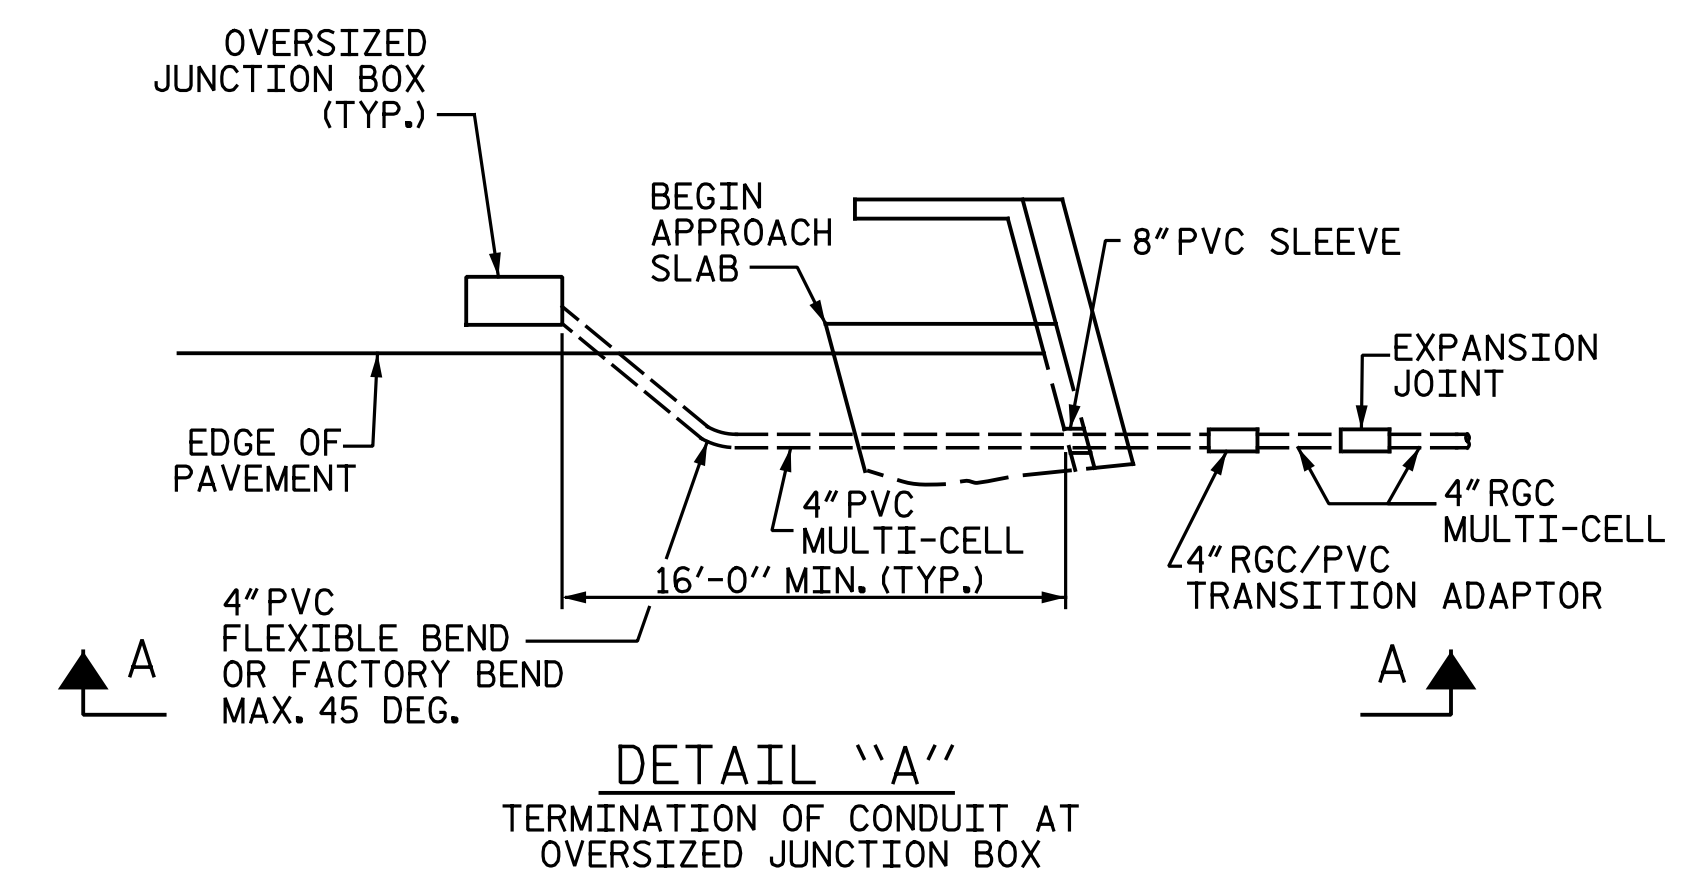 OVERSIZED
JUNCTION BOX
(TYP.)
BEGIN
APPROACH
SLAB
8"PVC SLEEVE
EXPANSION
JOINT
EDGE OF
PAVEMENT
4"PVC
MULTI-CELL
4"RGC
MULTI-CELL
4"RGC/PVC
TRANSITION ADAPTOR
16'-0" MIN. (TYP.)
4"PVC
FLEXIBLE BEND
OR FACTORY BEND
MAX. 45 DEG.
A
A
DETAIL "A"
TERMINATION OF CONDUIT AT
OVERSIZED JUNCTION BOX